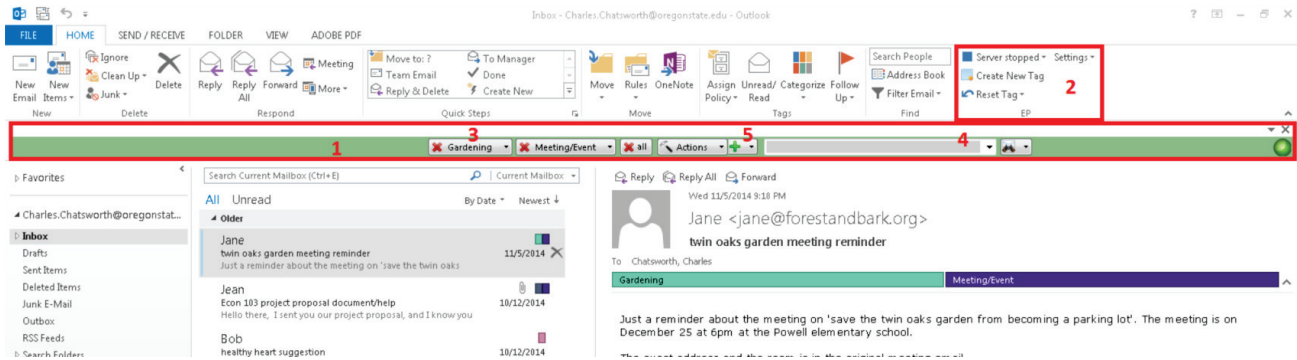 Inbox - Charles.Chatsworth@oregonstate.edu - Outlook
FILE HOME SEND / RECEIVE FOLDER VIEW ADOBE PDF
New Email
New Items
Ignore
Clean Up
Junk
Delete
Reply
Reply All
Forward
Meeting
More
Move to: ?
Team Email
Reply & Delete
To Manager
Done
Create New
Move
Rules
OneNote
Assign Policy
Unread/ Read
Categorize
Follow Up
Search People
Address Book
Filter Email
Server stopped Settings
Create New Tag
Reset Tag
2
New Delete Respond Quick Steps Move Tags Find EP
1 3 5 4
Gardening Meeting/Event all Actions
Favorites
Charles.Chatsworth@oregonstat...
Inbox
Drafts
Sent Items
Deleted Items
Junk E-Mail
Outbox
RSS Feeds
Search Folders
Search Current Mailbox (Ctrl+E) Current Mailbox
All Unread By Date Newest
Older
Jane
twin oaks garden meeting reminder 11/5/2014
Just a reminder about the meeting on 'save the twin oaks
Jean
Econ 103 project proposal document/help 10/12/2014
Hello there, I sent you our project proposal, and I know you
Bob
healthy heart suggestion 10/12/2014
Reply Reply All Forward
Wed 11/5/2014 9:18 PM
Jane <jane@forestandbark.org>
twin oaks garden meeting reminder
To Chatsworth, Charles
Gardening Meeting/Event
Just a reminder about the meeting on 'save the twin oaks garden from becoming a parking lot'. The meeting is on
December 25 at 6pm at the Powell elementary school.